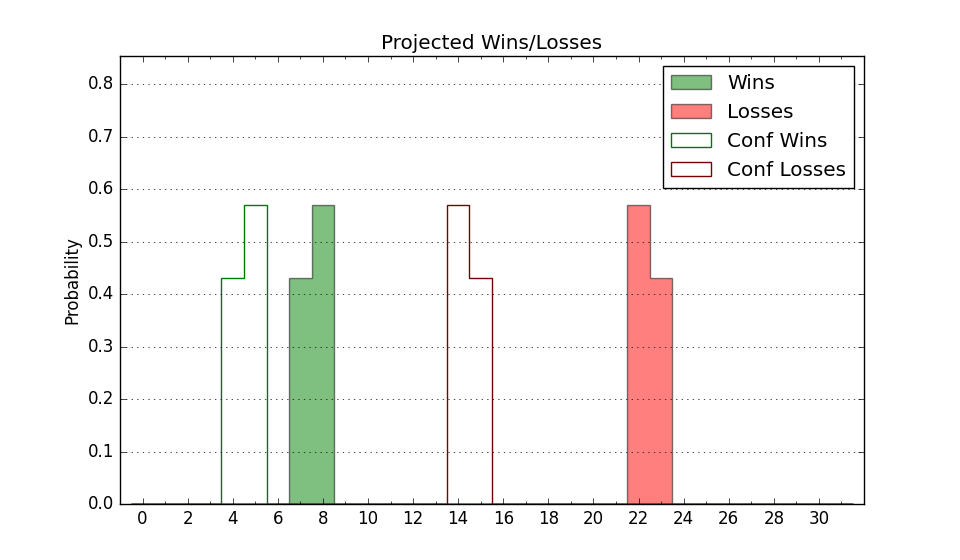 Projected Wins/Losses
Wins
Losses
Conf Wins
Conf Losses
Probability
0.8
0.7
0.6
0.5
0.4
0.3
0.2
0.1
0.0
0 2 4 6 8 10 12 14 16 18 20 22 24 26 28 30